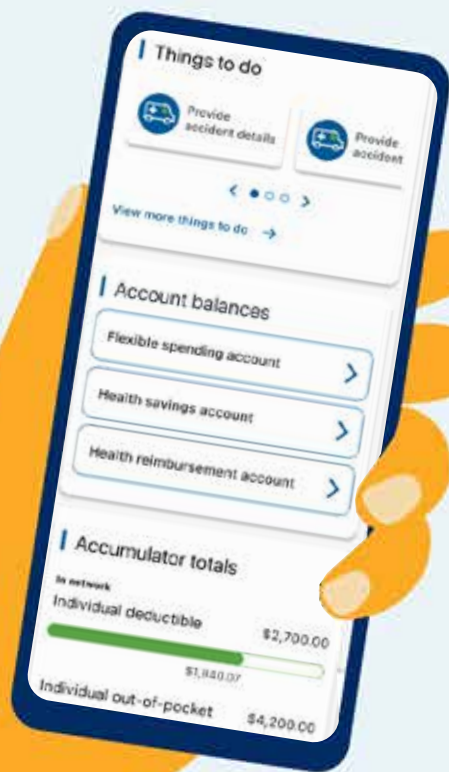 Things to do
Provide
accident details
Provide
accident
View more things to do
Account balances
Flexible spending account
Health savings account
Health reimbursement account
Accumulator totals
In network
Individual deductible
$2,700.00
$1,840.07
Individual out-of-pocket
$4,200.00